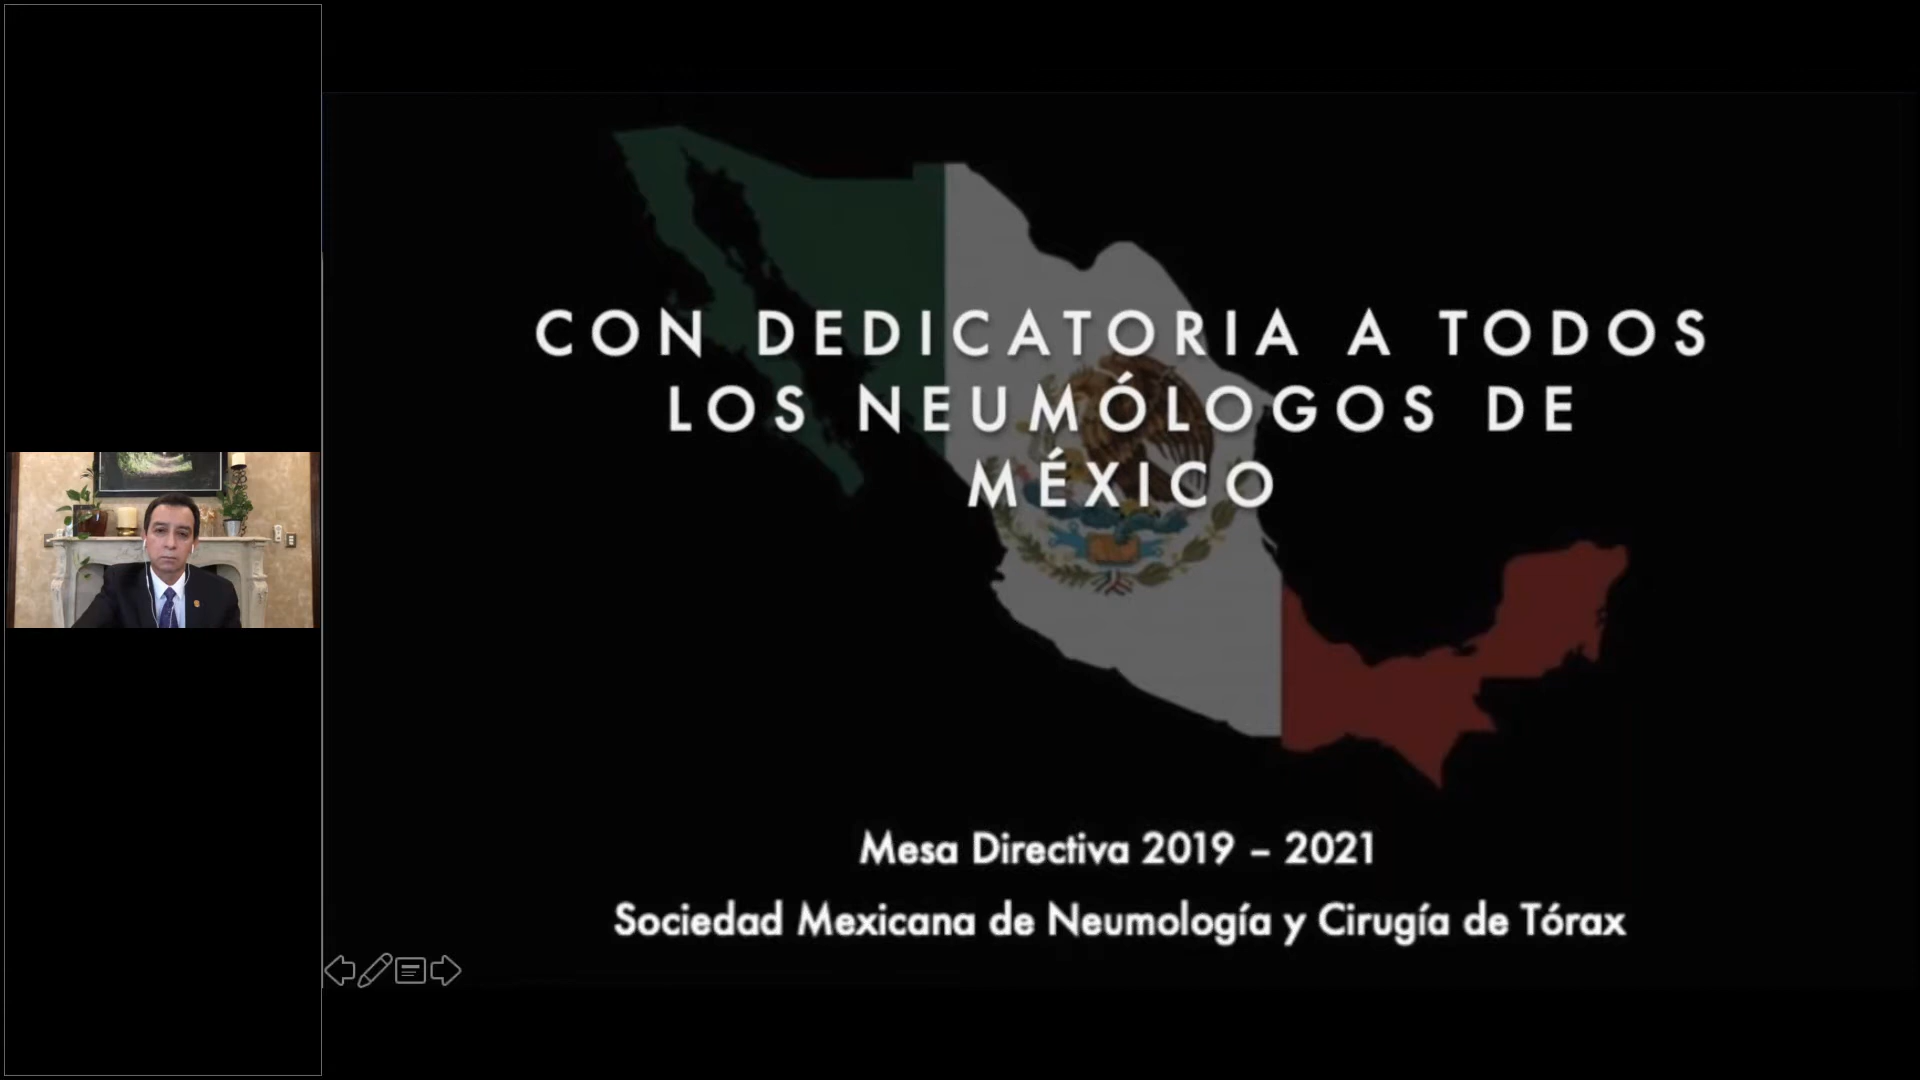 CON DEDICATORIA A TODOS
LOS NEUMÓLOGOS DE
MÉXICO
Mesa Directiva 2019 – 2021
Sociedad Mexicana de Neumología y Cirugía de Tórax